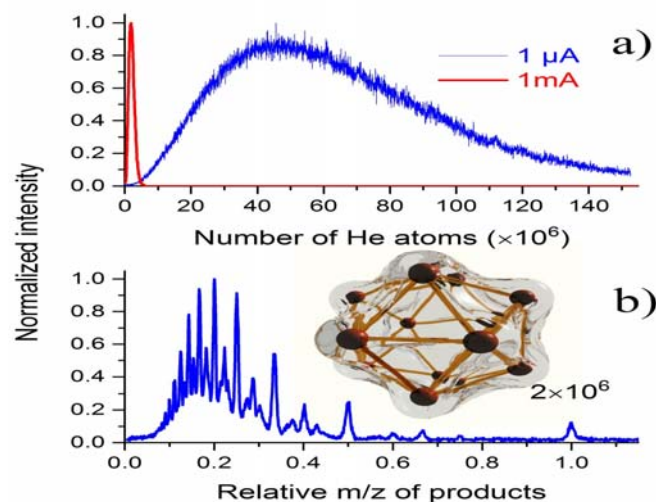 1.0
0.8
0.6
0.4
0.2
0.0
1 µA
1mA
a)
0 20 40 60 80 100 120 140
Number of He atoms (×10⁶)
Normalized intensity
1.0
0.8
0.6
0.4
0.2
0.0
b)
2×10⁶
0.0 0.2 0.4 0.6 0.8 1.0
Relative m/z of products